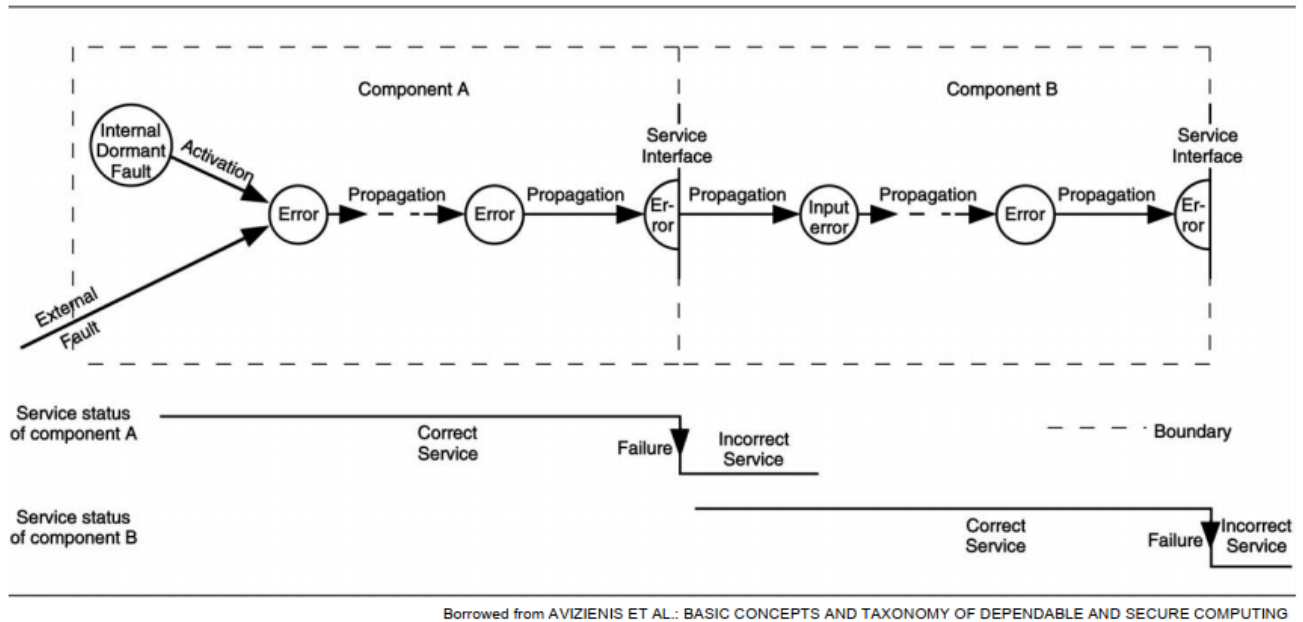 Component A
Component B
Internal
Dormant
Fault
Activation
Service
Interface
Service
Interface
Error
Propagation
Error
Propagation
Er-
ror
Propagation
Input
error
Propagation
Error
Propagation
Er-
ror
External
Fault
Service status
of component A
Correct
Service
Failure
Incorrect
Service
Boundary
Service status
of component B
Correct
Service
Failure
Incorrect
Service
Borrowed from AVIZIENIS ET AL.: BASIC CONCEPTS AND TAXONOMY OF DEPENDABLE AND SECURE COMPUTING